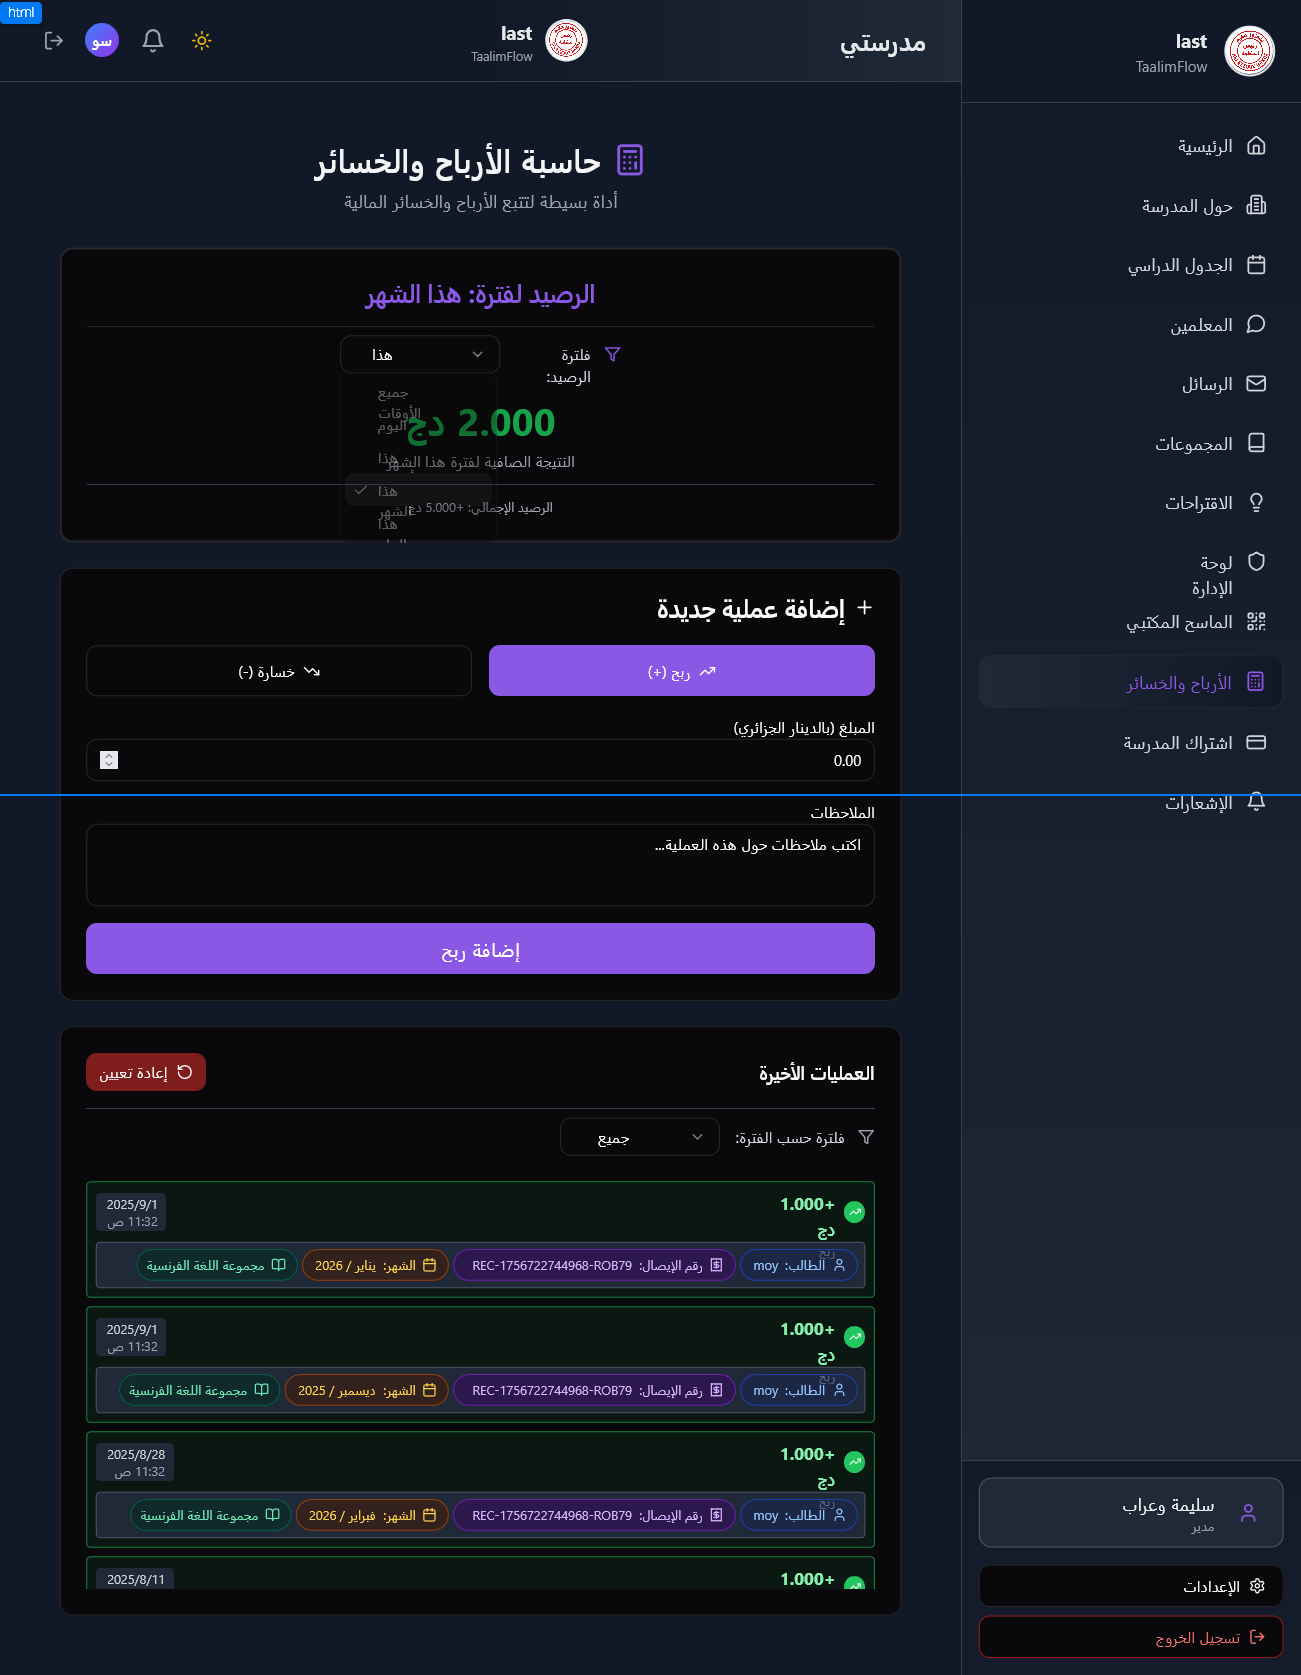 html
last
TaalimFlow
الرئيسية
حول المدرسة
الجدول الدراسي
المعلمين
الرسائل
المجموعات
الاقتراحات
لوحة
الإدارة
الماسح المكتبي
الأرباح والخسائر
اشتراك المدرسة
الإشعارات
سليمة وعراب
مدير
الإعدادات
تسجيل الخروج
مدرستي
last
TaalimFlow
سو
حاسبة الأرباح والخسائر
أداة بسيطة لتتبع الأرباح والخسائر المالية
الرصيد لفترة: هذا الشهر
فلترة
الرصيد:
هذا
جميع
الأوقات
اليوم
هذا
هذا
الشهر
هذا
2.000 دج
النتيجة الصافية لفترة هذا الشهر
الرصيد الإجمالي: +5.000 دج
إضافة عملية جديدة
ربح (+)
خسارة (-)
المبلغ (بالدينار الجزائري)
0.00
الملاحظات
اكتب ملاحظات حول هذه العملية...
إضافة ربح
العمليات الأخيرة
إعادة تعيين
فلترة حسب الفترة:
جميع
+1.000
دج
ربح
2025/9/1
11:32 ص
الطالب: moy
رقم الإيصال: REC-1756722744968-ROB79
الشهر: يناير / 2026
مجموعة اللغة الفرنسية
+1.000
دج
ربح
2025/9/1
11:32 ص
الطالب: moy
رقم الإيصال: REC-1756722744968-ROB79
الشهر: ديسمبر / 2025
مجموعة اللغة الفرنسية
+1.000
دج
ربح
2025/8/28
11:32 ص
الطالب: moy
رقم الإيصال: REC-1756722744968-ROB79
الشهر: فبراير / 2026
مجموعة اللغة الفرنسية
+1.000
2025/8/11